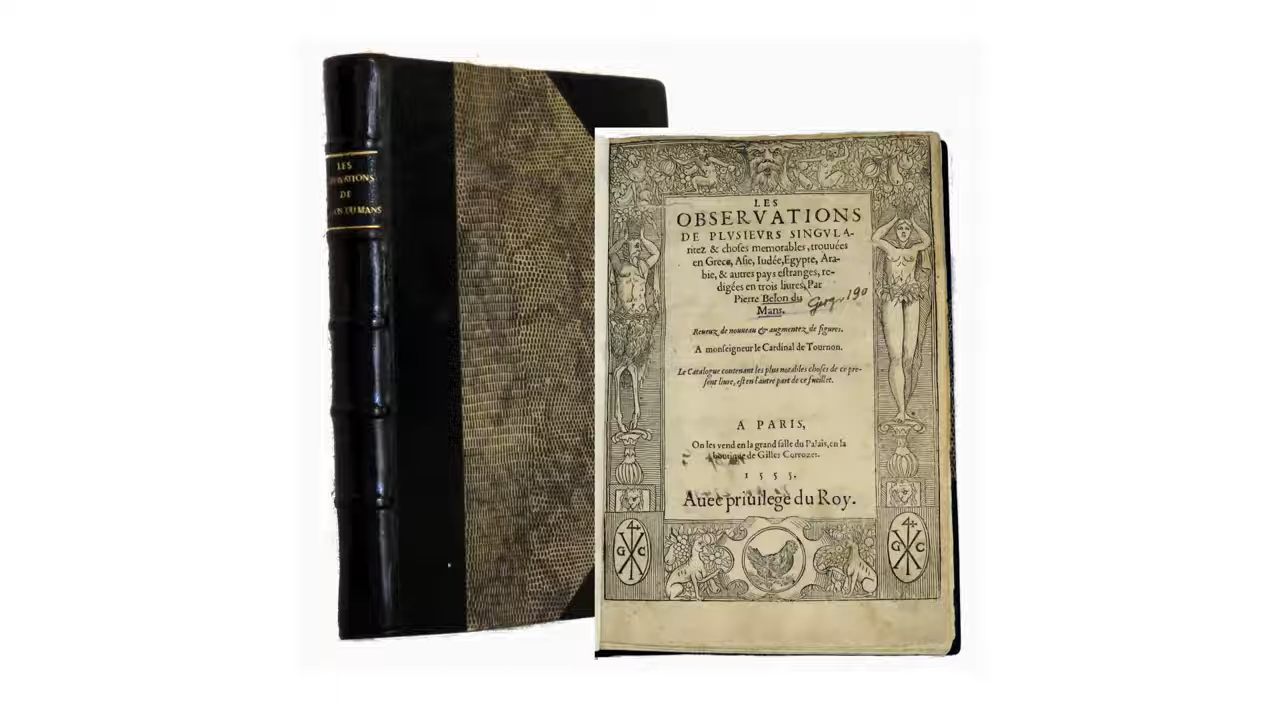 LES
DE
DU MANS
LES
OBSERVATIONS
DE PLVSIEVRS SINGVLA-
ritez & choses memorables, trouuées
en Grece, Asie, Iudée, Egypte, Ara-
bie, & autres pays estranges, re-
digées en trois liures, Par
Pierre Belon du
Mans.
Reueuz de nouueau & augmentez de figures.
A monseigneur le Cardinal de Tournon.
Le Catalogue contenant les plus notables choses de ce pre-
sent liure, est en l'autre part de ce fueillet.
A PARIS,
On les vend en la grand salle du Palais, en la
boutique de Gilles Corrozet.
1555.
Auec priuilege du Roy.
G C
G C